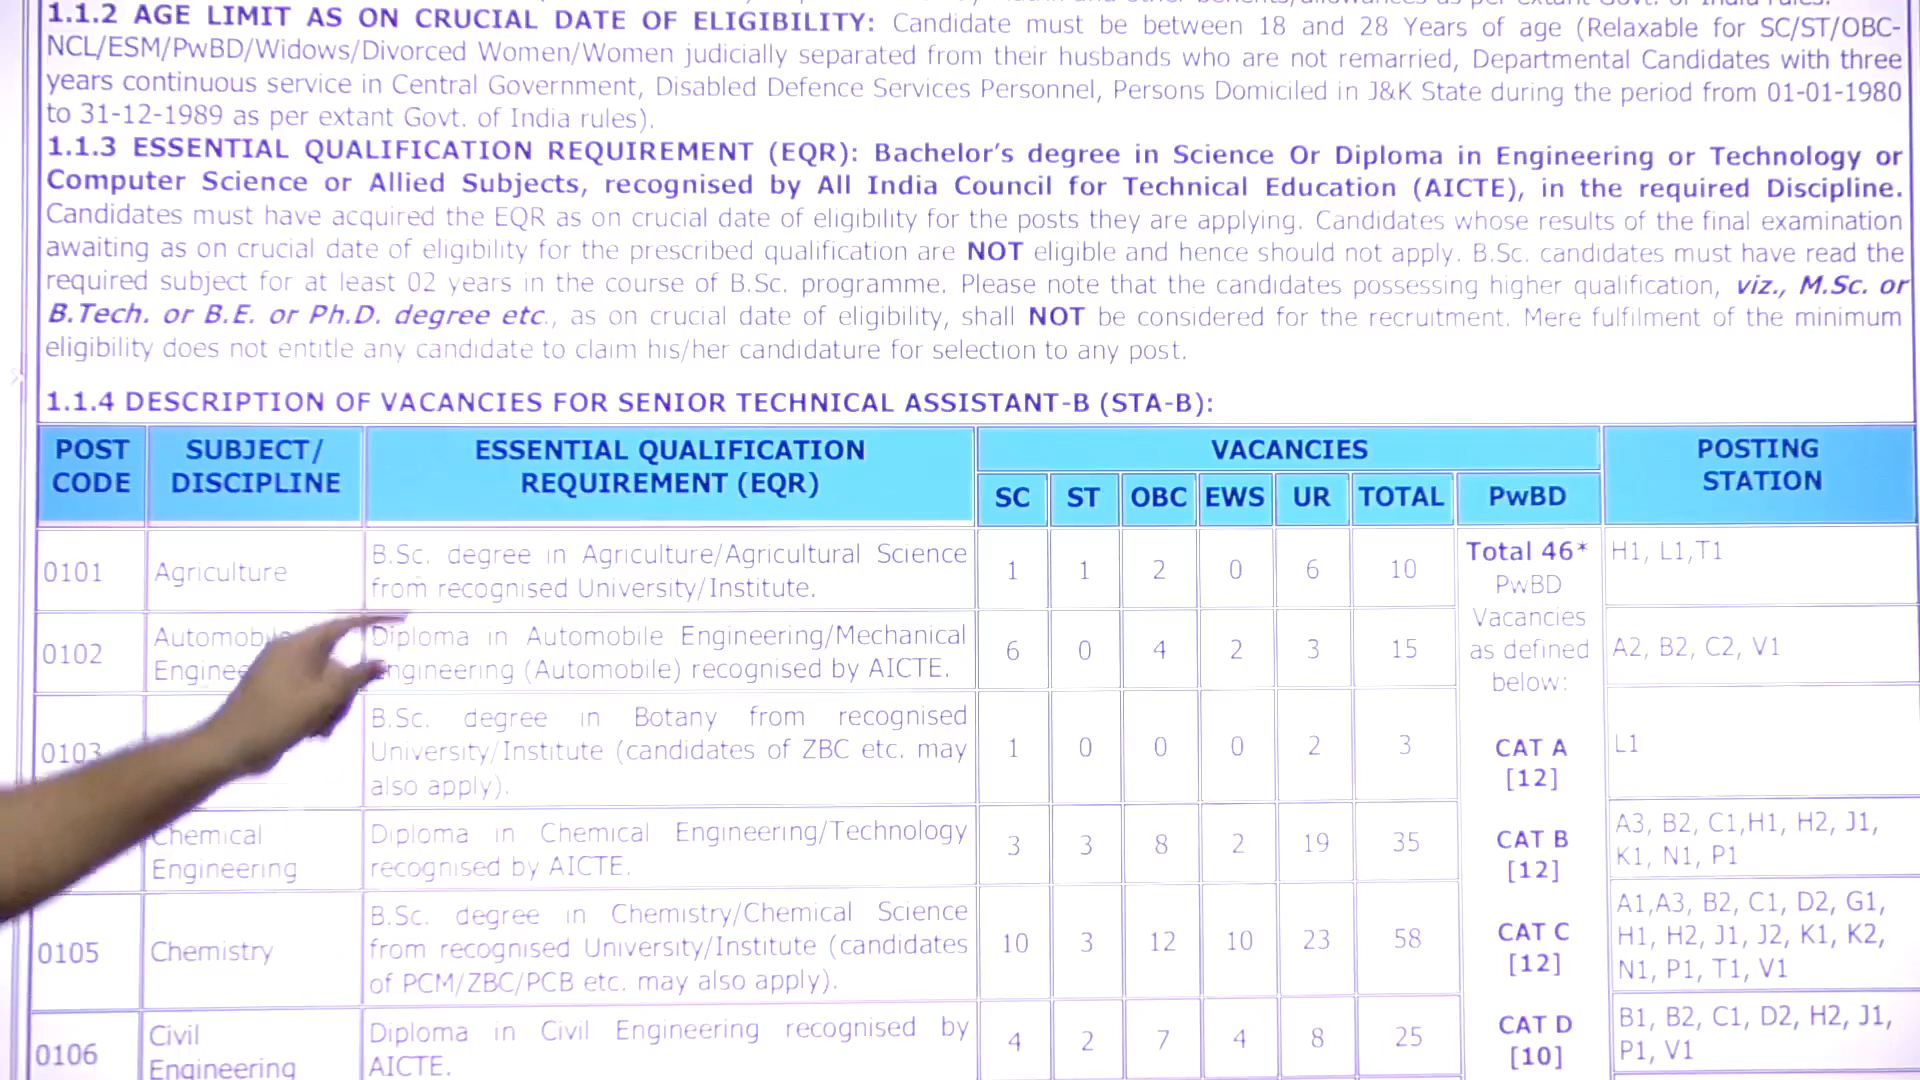 1.1.2 AGE LIMIT AS ON CRUCIAL DATE OF ELIGIBILITY: Candidate must be between 18 and 28 Years of age (Relaxable for SC/ST/OBC-
NCL/ESM/PwBD/Widows/Divorced Women/Women judicially separated from their husbands who are not remarried, Departmental Candidates with three
years continuous service in Central Government, Disabled Defence Services Personnel, Persons Domiciled in J&K State during the period from 01-01-1980
to 31-12-1989 as per extant Govt. of India rules).
1.1.3 ESSENTIAL QUALIFICATION REQUIREMENT (EQR): Bachelor's degree in Science Or Diploma in Engineering or Technology or
Computer Science or Allied Subjects, recognised by All India Council for Technical Education (AICTE), in the required Discipline.
Candidates must have acquired the EQR as on crucial date of eligibility for the posts they are applying. Candidates whose results of the final examination
awaiting as on crucial date of eligibility for the prescribed qualification are NOT eligible and hence should not apply. B.Sc. candidates must have read the
required subject for at least 02 years in the course of B.Sc. programme. Please note that the candidates possessing higher qualification, viz., M.Sc. or
B.Tech. or B.E. or Ph.D. degree etc., as on crucial date of eligibility, shall NOT be considered for the recruitment. Mere fulfilment of the minimum
eligibility does not entitle any candidate to claim his/her candidature for selection to any post.
1.1.4 DESCRIPTION OF VACANCIES FOR SENIOR TECHNICAL ASSISTANT-B (STA-B):
POST CODE
SUBJECT/ DISCIPLINE
ESSENTIAL QUALIFICATION REQUIREMENT (EQR)
VACANCIES
POSTING STATION
SC ST OBC EWS UR TOTAL PwBD
0101 Agriculture
B.Sc. degree in Agriculture/Agricultural Science
from recognised University/Institute.
1 1 2 0 6 10
H1, L1,T1
0102
Diploma in Automobile Engineering/Mechanical
Engineering (Automobile) recognised by AICTE.
6 0 4 2 3 15
A2, B2, C2, V1
0103
B.Sc. degree in Botany from recognised
University/Institute (candidates of ZBC etc. may
also apply).
1 0 0 0 2 3
L1
Chemical
Engineering
Diploma in Chemical Engineering/Technology
recognised by AICTE.
3 3 8 2 19 35
A3, B2, C1,H1, H2, J1,
K1, N1, P1
0105 Chemistry
B.Sc. degree in Chemistry/Chemical Science
from recognised University/Institute (candidates
of PCM/ZBC/PCB etc. may also apply).
10 3 12 10 23 58
A1,A3, B2, C1, D2, G1,
H1, H2, J1, J2, K1, K2,
N1, P1, T1, V1
0106
Civil
Engineering
Diploma in Civil Engineering recognised by
AICTE.
4 2 7 4 8 25
B1, B2, C1, D2, H2, J1,
P1, V1
Total 46*
PwBD
Vacancies
as defined
below:
CAT A
[12]
CAT B
[12]
CAT C
[12]
CAT D
[10]